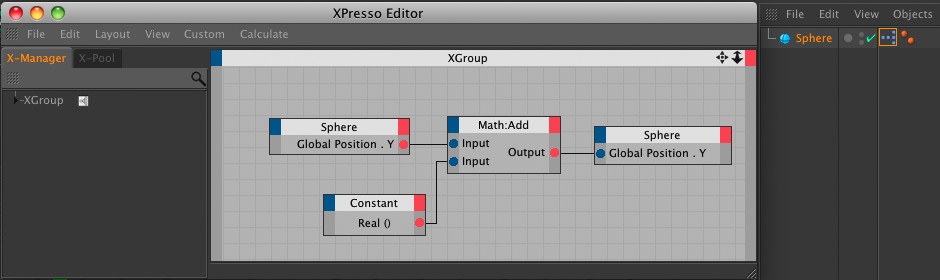 XPresso Editor
File Edit Layout View Custom Calculate
X-Manager X-Pool
XGroup
XGroup
Sphere
Global Position . Y
Math:Add
Input
Input
Output
Sphere
Global Position . Y
Constant
Real ()
File Edit View Objects
Sphere